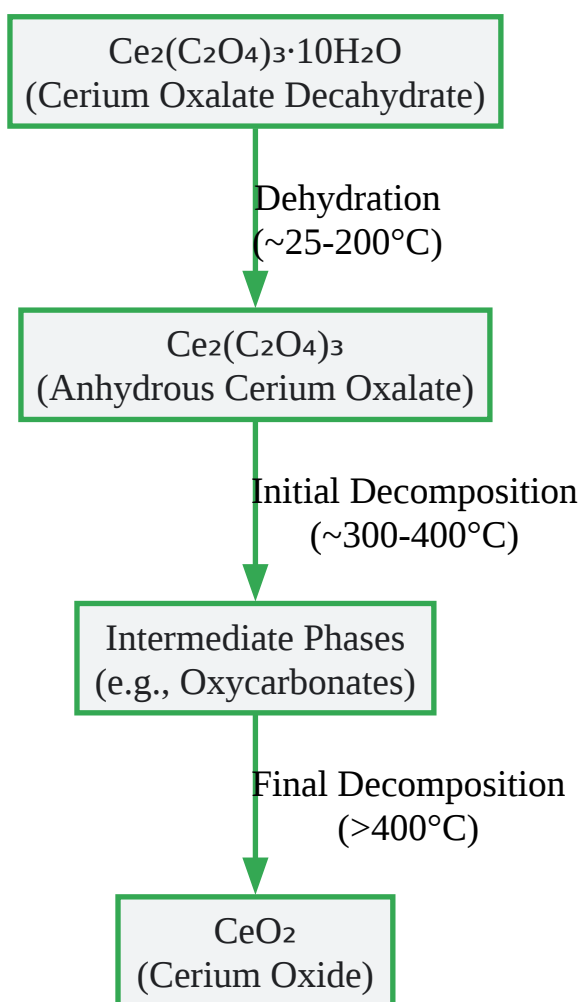 Ce₂(C₂O₄)₃·10H₂O
(Cerium Oxalate Decahydrate)
Dehydration
(~25-200°C)
Ce₂(C₂O₄)₃
(Anhydrous Cerium Oxalate)
Initial Decomposition
(~300-400°C)
Intermediate Phases
(e.g., Oxycarbonates)
Final Decomposition
(>400°C)
CeO₂
(Cerium Oxide)